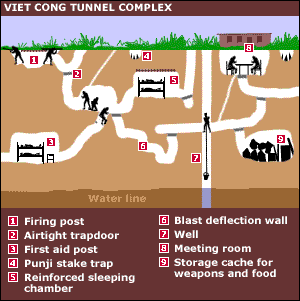 VIET CONG TUNNEL COMPLEX
1
2
3
4
5
6
7
8
9
Water line
1 Firing post
2 Airtight trapdoor
3 First aid post
4 Punji stake trap
5 Reinforced sleeping
chamber
6 Blast deflection wall
7 Well
8 Meeting room
9 Storage cache for
weapons and food